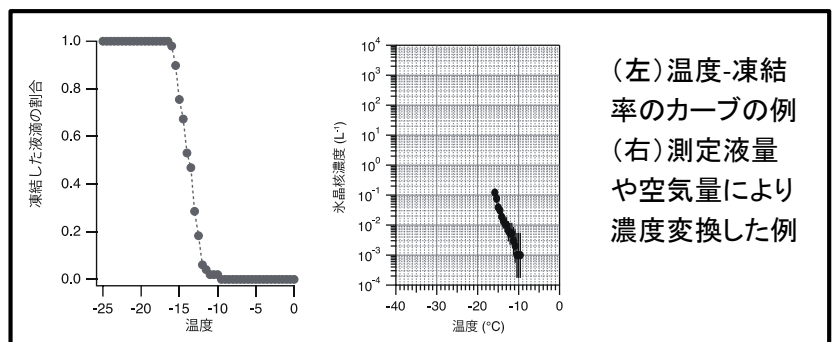 1.0
0.8
0.6
0.4
0.2
0.0
凍結した液滴の割合
-25
-20
-15
-10
-5
0
温度
10⁴
10³
10²
10¹
10⁰
10⁻¹
10⁻²
10⁻³
10⁻⁴
氷晶核濃度 (L⁻¹)
-40
-30
-20
-10
0
温度 (°C)
(左)温度-凍結
率のカーブの例
(右)測定液量
や空気量により
濃度変換した例